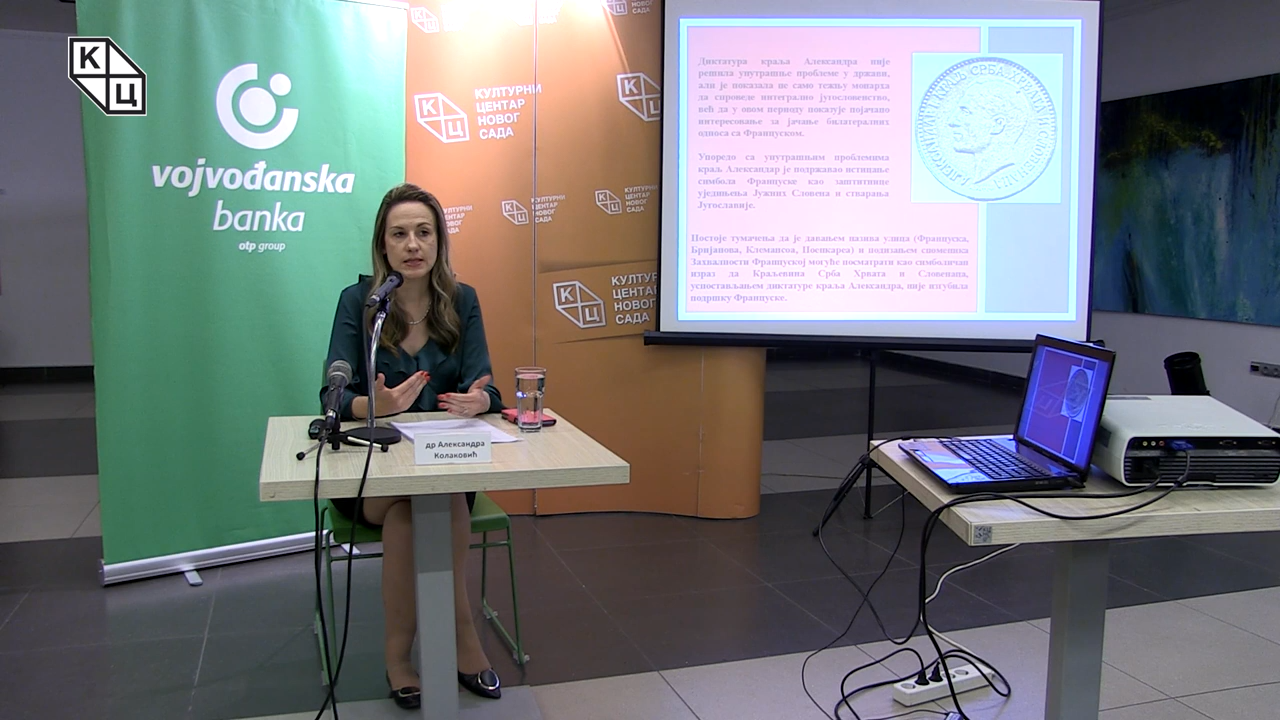 К
Ц
vojvođanska
banka
otp group
К
Ц
КУЛТУРНИ
ЦЕНТАР
НОВОГ
САДА
КУЛТУРНИ
ЦЕНТАР
НОВОГ
САДА
К
Ц
КУЛТУРНИ
ЦЕНТАР
НОВОГ
САДА
др Александра
Колаковић
Диктатура краља Александра није
решила унутрашње проблеме у држави,
али је показала не само тежњу монарха
да спроведе интегрално југословенство,
већ да у овом периоду показује појачано
интересовање за јачање билатералних
односа са Француском.
Упоредо са унутрашњим проблемима
краљ Александар је подржавао истицање
симбола Француске као заштитнице
уједињења Јужних Словена и стварања
Југославије.
Постоје тумачења да је давањем назива улица (Француска,
Бријанова, Клемансоа, Поенкареа) и подизањем споменика
Захвалности Француској могуће посматрати као симболичан
израз да Краљевина Срба Хрвата и Словенаца,
успостављањем диктатуре краља Александра, није изгубила
подршку Француске.